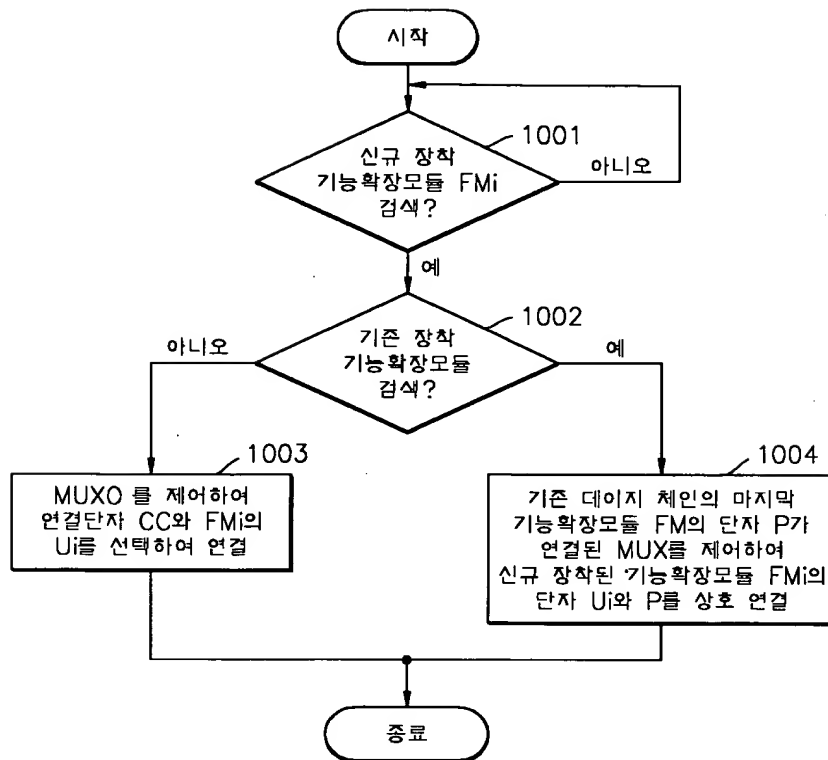 시작
1001
신규 장착
기능확장모듈 FMi
검색?
아니오
예
1002
기존 장착
기능확장모듈
검색?
아니오
예
1003
MUX0 를 제어하여
연결단자 CC와 FMi의
Ui를 선택하여 연결
1004
기존 데이지 체인의 마지막
기능확장모듈 FM의 단자 P가
연결된 MUX를 제어하여
신규 장착된 기능확장모듈 FMi의
단자 Ui와 P를 상호 연결
종료